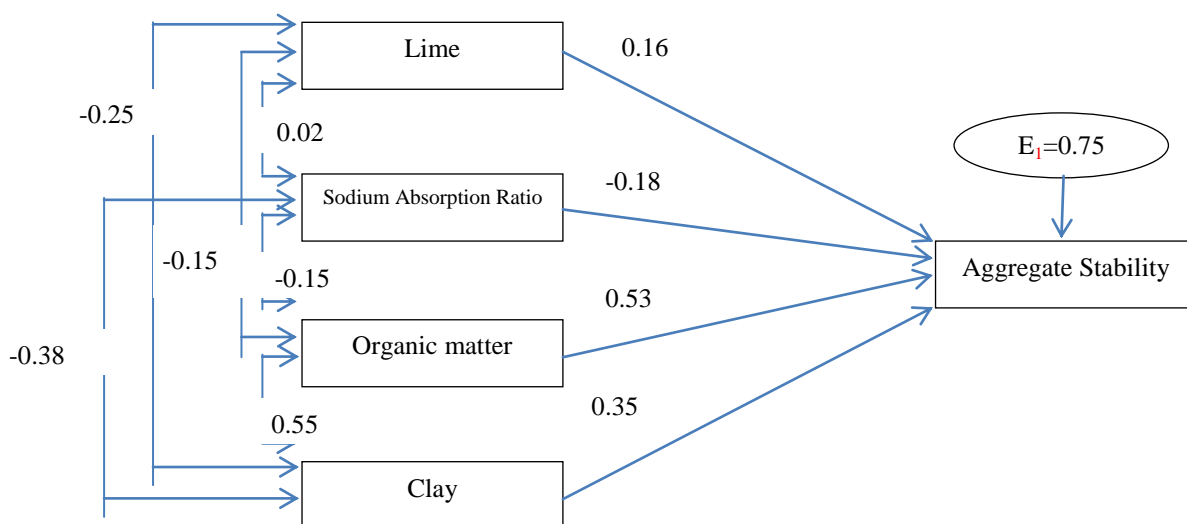 Lime
0.16
-0.25
0.02
E1=0.75
Sodium Absorption Ratio
-0.18
-0.15
-0.15
Aggregate Stability
0.53
Organic matter
-0.38
0.35
0.55
Clay